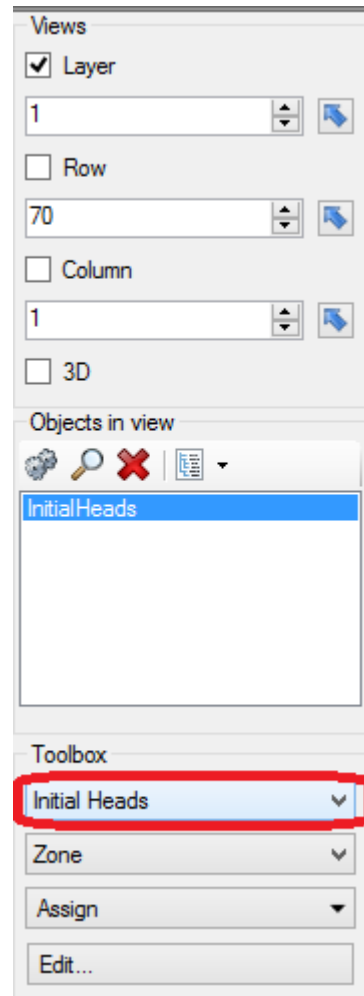 Views
Layer
1
Row
70
Column
1
3D
Objects in view
InitialHeads
Toolbox
Initial Heads
Zone
Assign
Edit...